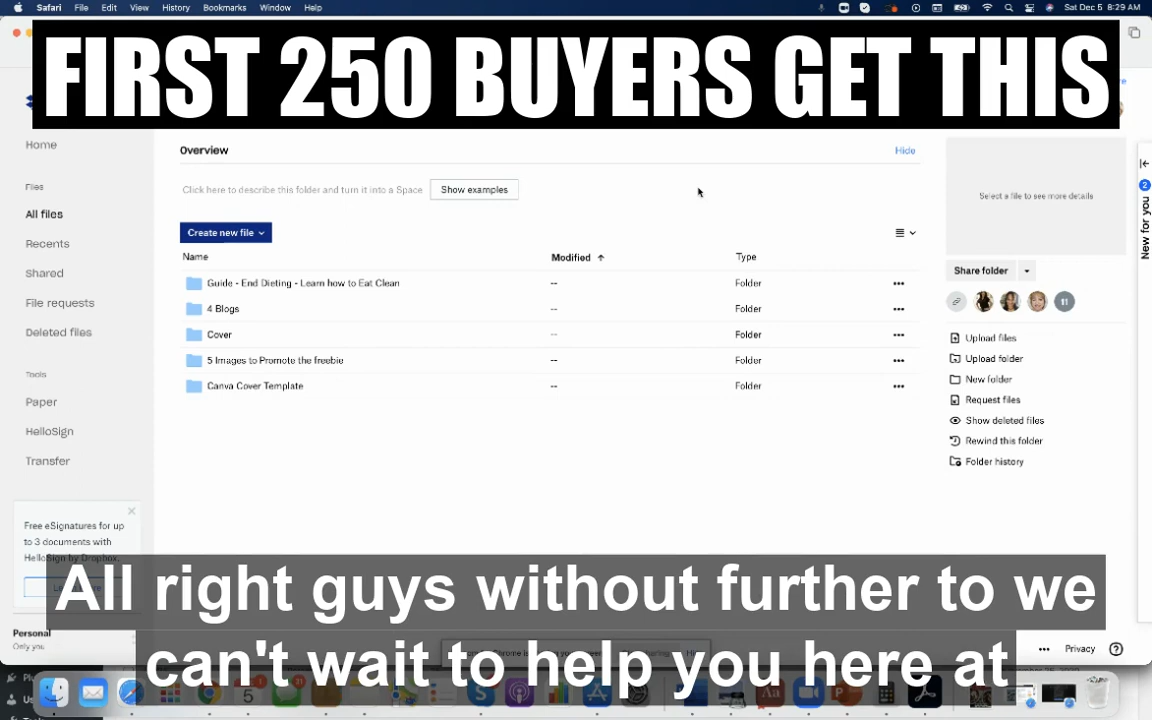 Safari File Edit View History Bookmarks Window Help Sat Dec 5 8:29 AM
FIRST 250 BUYERS GET THIS
Home
Files
All files
Recents
Shared
File requests
Deleted files
Tools
Paper
HelloSign
Transfer
Free eSignatures for up
to 3 documents with
HelloSign by Dropbox.
Personal
Only you
Overview Hide
Click here to describe this folder and turn it into a Space Show examples
Create new file
Name Modified Type
Guide - End Dieting - Learn how to Eat Clean -- Folder
4 Blogs -- Folder
Cover -- Folder
5 Images to Promote the freebie -- Folder
Canva Cover Template -- Folder
Select a file to see more details
Share folder
11
Upload files
Upload folder
New folder
Request files
Show deleted files
Rewind this folder
Folder history
2
New for you
Privacy
All right guys without further to we
can't wait to help you here at